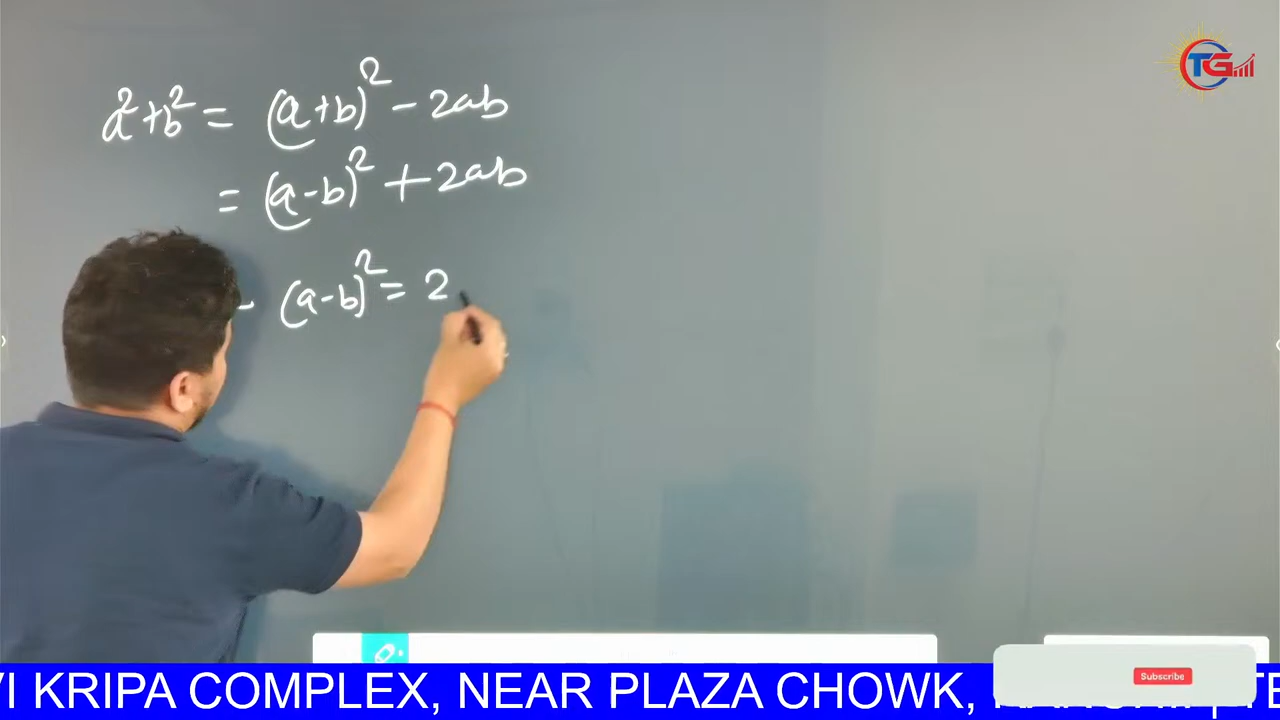 a²+b² = (a+b)² - 2ab
= (a-b)² + 2ab
- (a-b)² = 2
TG
KRIPA COMPLEX, NEAR PLAZA CHOWK,
Subscribe